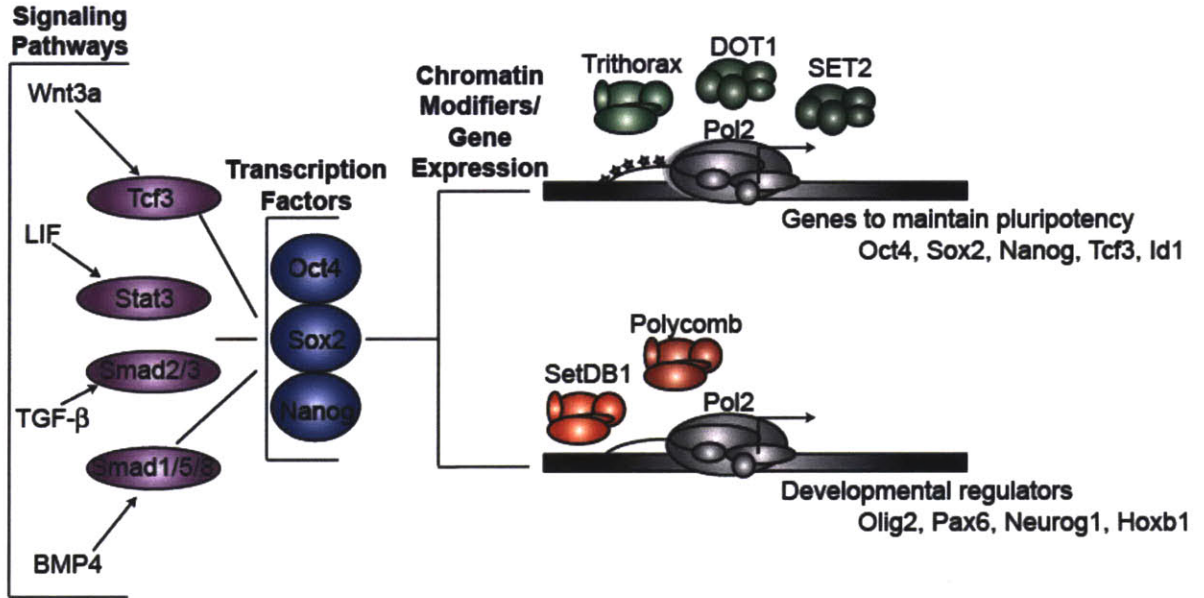 Signaling
Pathways
Wnt3a
Tcf3
LIF
Stat3
Smad2/3
TGF-β
Smad1/5/8
BMP4
Transcription
Factors
Oct4
Sox2
Nanog
Chromatin
Modifiers/
Gene
Expression
Trithorax
DOT1
SET2
Pol2
Genes to maintain pluripotency
Oct4, Sox2, Nanog, Tcf3, Id1
Polycomb
SetDB1
Pol2
Developmental regulators
Olig2, Pax6, Neurog1, Hoxb1